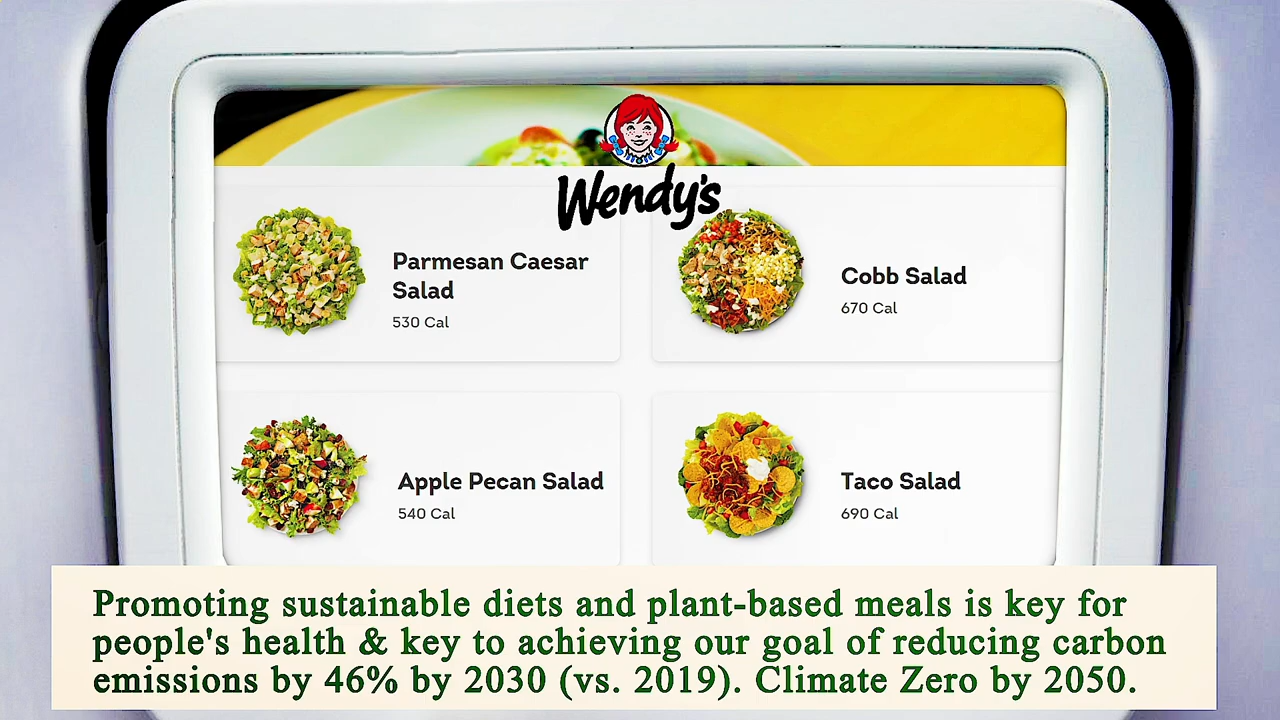 Wendy's
Parmesan Caesar
Salad
530 Cal
Cobb Salad
670 Cal
Apple Pecan Salad
540 Cal
Taco Salad
690 Cal
Promoting sustainable diets and plant-based meals is key for
people's health & key to achieving our goal of reducing carbon
emissions by 46% by 2030 (vs. 2019). Climate Zero by 2050.